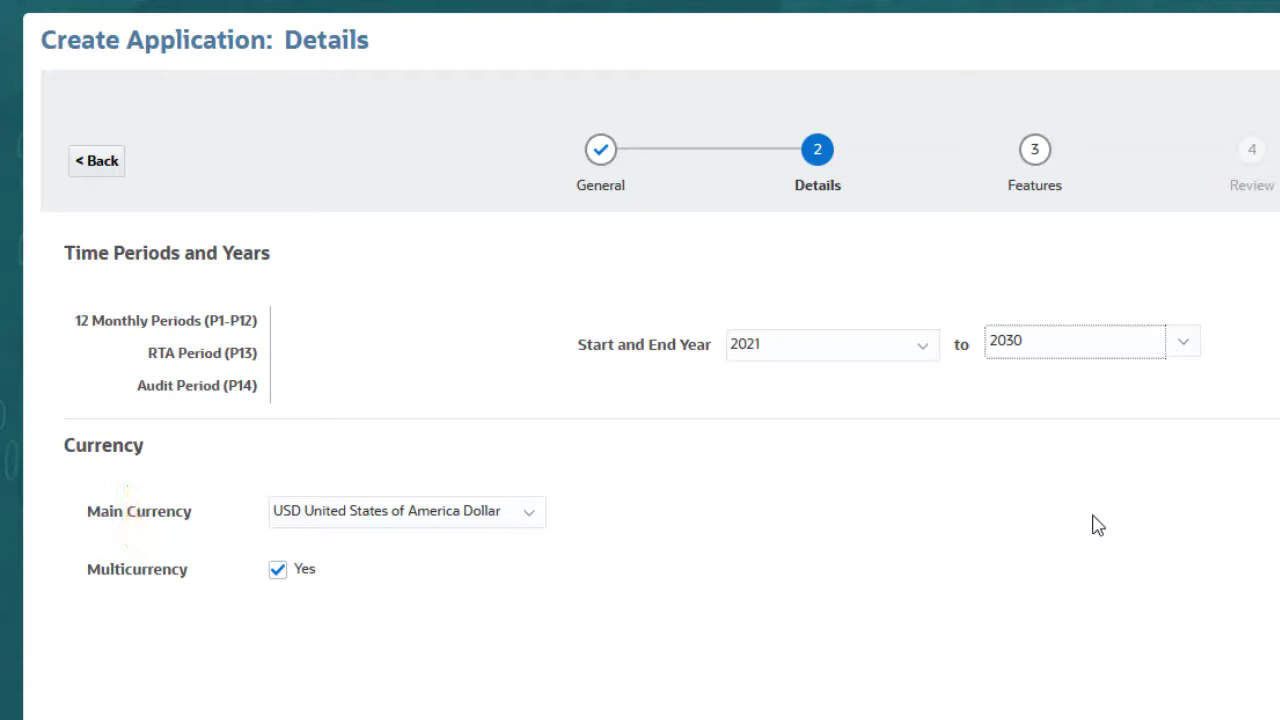 Create Application: Details
< Back
2
3
4
General
Details
Features
Review
Time Periods and Years
12 Monthly Periods (P1-P12)
RTA Period (P13)
Audit Period (P14)
Start and End Year 2021 to 2030
Currency
Main Currency USD United States of America Dollar
Multicurrency Yes